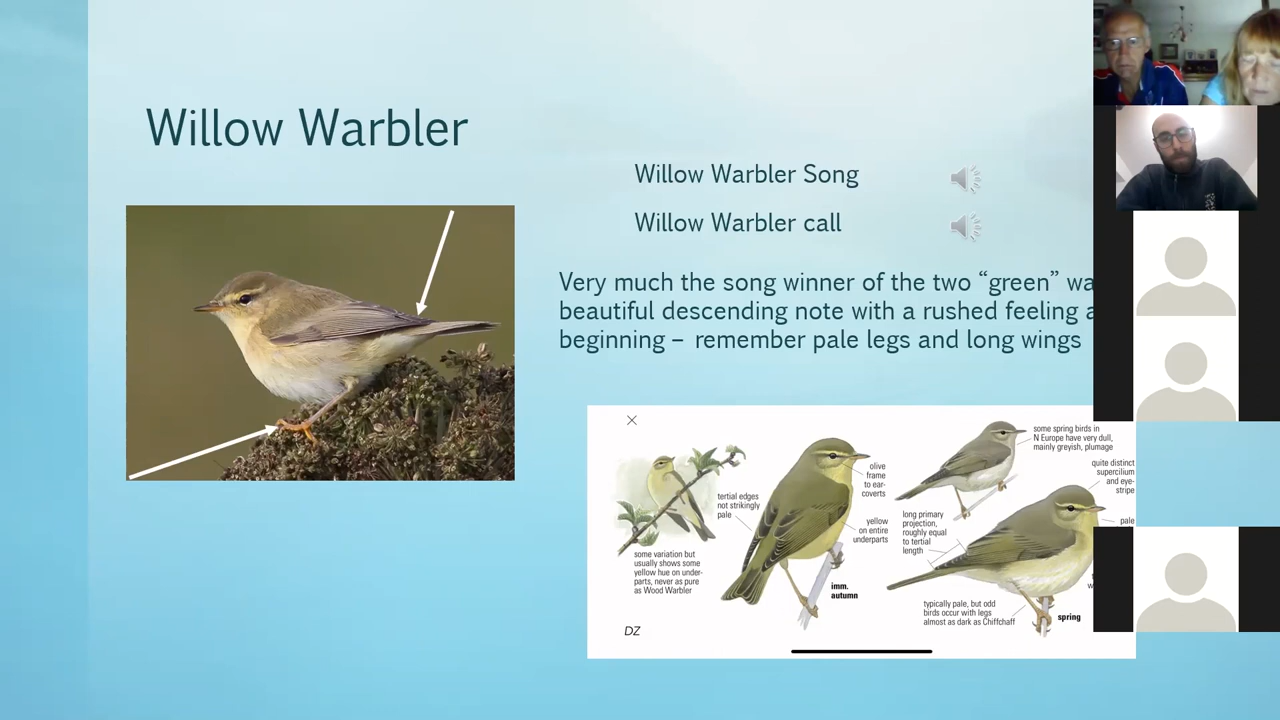 Willow Warbler
Willow Warbler Song
Willow Warbler call
Very much the song winner of the two “green”
beautiful descending note with a rushed feeling
beginning – remember pale legs and long wings
some variation but
usually shows some
yellow hue on under-
parts, never as pure
as Wood Warbler
DZ
tertial edges
not strikingly
pale
olive
frame
to ear-
coverts
yellow
on entire
underparts
imm.
autumn
some spring birds in
N Europe have very dull,
mainly greyish, plumage
quite distinct
supercilium
and eye-
stripe
pale
long primary
projection,
roughly equal
to tertial
length
typically pale, but odd
birds occur with legs
almost as dark as Chiffchaff
spring